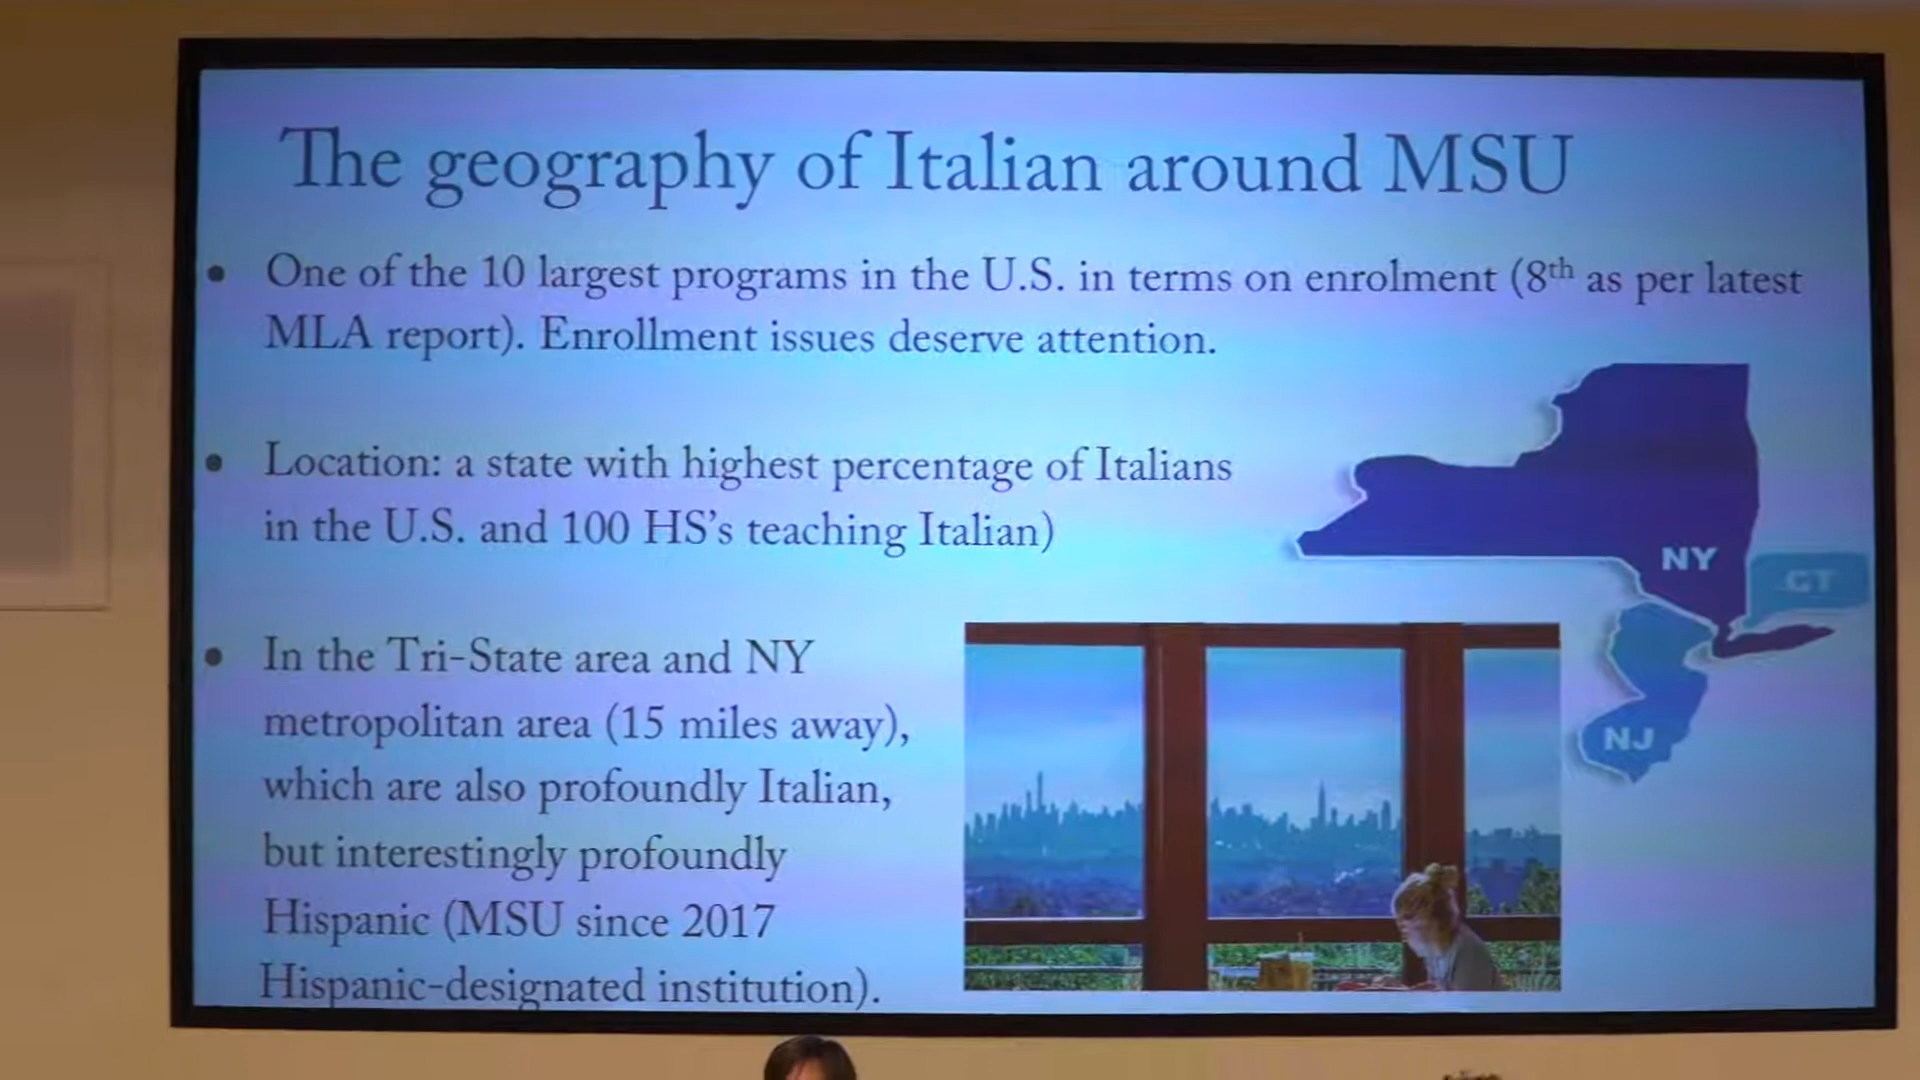 The geography of Italian around MSU
• One of the 10 largest programs in the U.S. in terms on enrolment (8th as per latest
MLA report). Enrollment issues deserve attention.
• Location: a state with highest percentage of Italians
in the U.S. and 100 HS’s teaching Italian)
• In the Tri-State area and NY
metropolitan area (15 miles away),
which are also profoundly Italian,
but interestingly profoundly
Hispanic (MSU since 2017
Hispanic-designated institution).
NY
CT
NJ